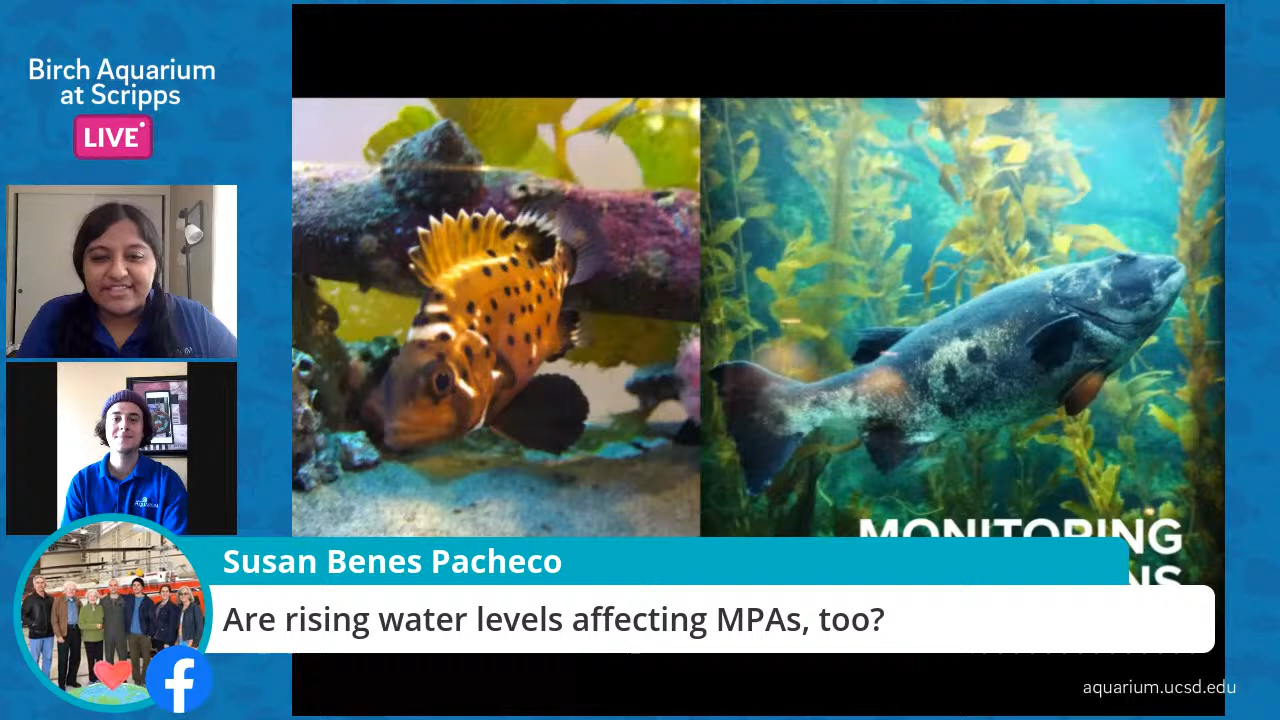 Birch Aquarium
at Scripps
LIVE
MONITORING
Susan Benes Pacheco
Are rising water levels affecting MPAs, too?
aquarium.ucsd.edu